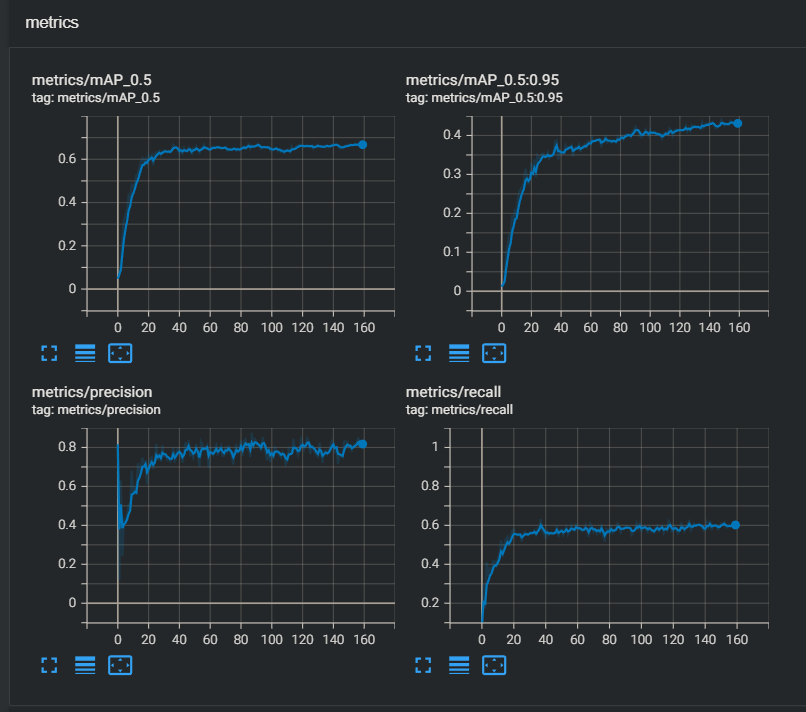 metrics
metrics/mAP_0.5
tag: metrics/mAP_0.5
0.6
0.4
0.2
0
0 20 40 60 80 100 120 140 160
metrics/mAP_0.5:0.95
tag: metrics/mAP_0.5:0.95
0.4
0.3
0.2
0.1
0
0 20 40 60 80 100 120 140 160
metrics/precision
tag: metrics/precision
0.8
0.6
0.4
0.2
0
0 20 40 60 80 100 120 140 160
metrics/recall
tag: metrics/recall
1
0.8
0.6
0.4
0.2
0 20 40 60 80 100 120 140 160